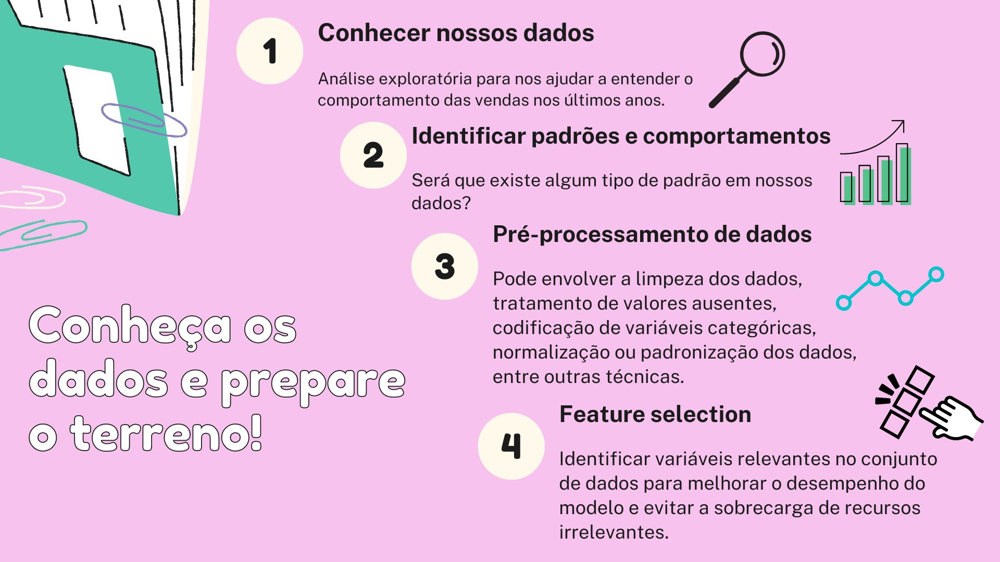 1
Conhecer nossos dados
Análise exploratória para nos ajudar a entender o
comportamento das vendas nos últimos anos.
2
Identificar padrões e comportamentos
Será que existe algum tipo de padrão em nossos
dados?
3
Pré-processamento de dados
Pode envolver a limpeza dos dados,
tratamento de valores ausentes,
codificação de variáveis categóricas,
normalização ou padronização dos dados,
entre outras técnicas.
Conheça os
dados e prepare
o terreno!
4
Feature selection
Identificar variáveis relevantes no conjunto
de dados para melhorar o desempenho do
modelo e evitar a sobrecarga de recursos
irrelevantes.